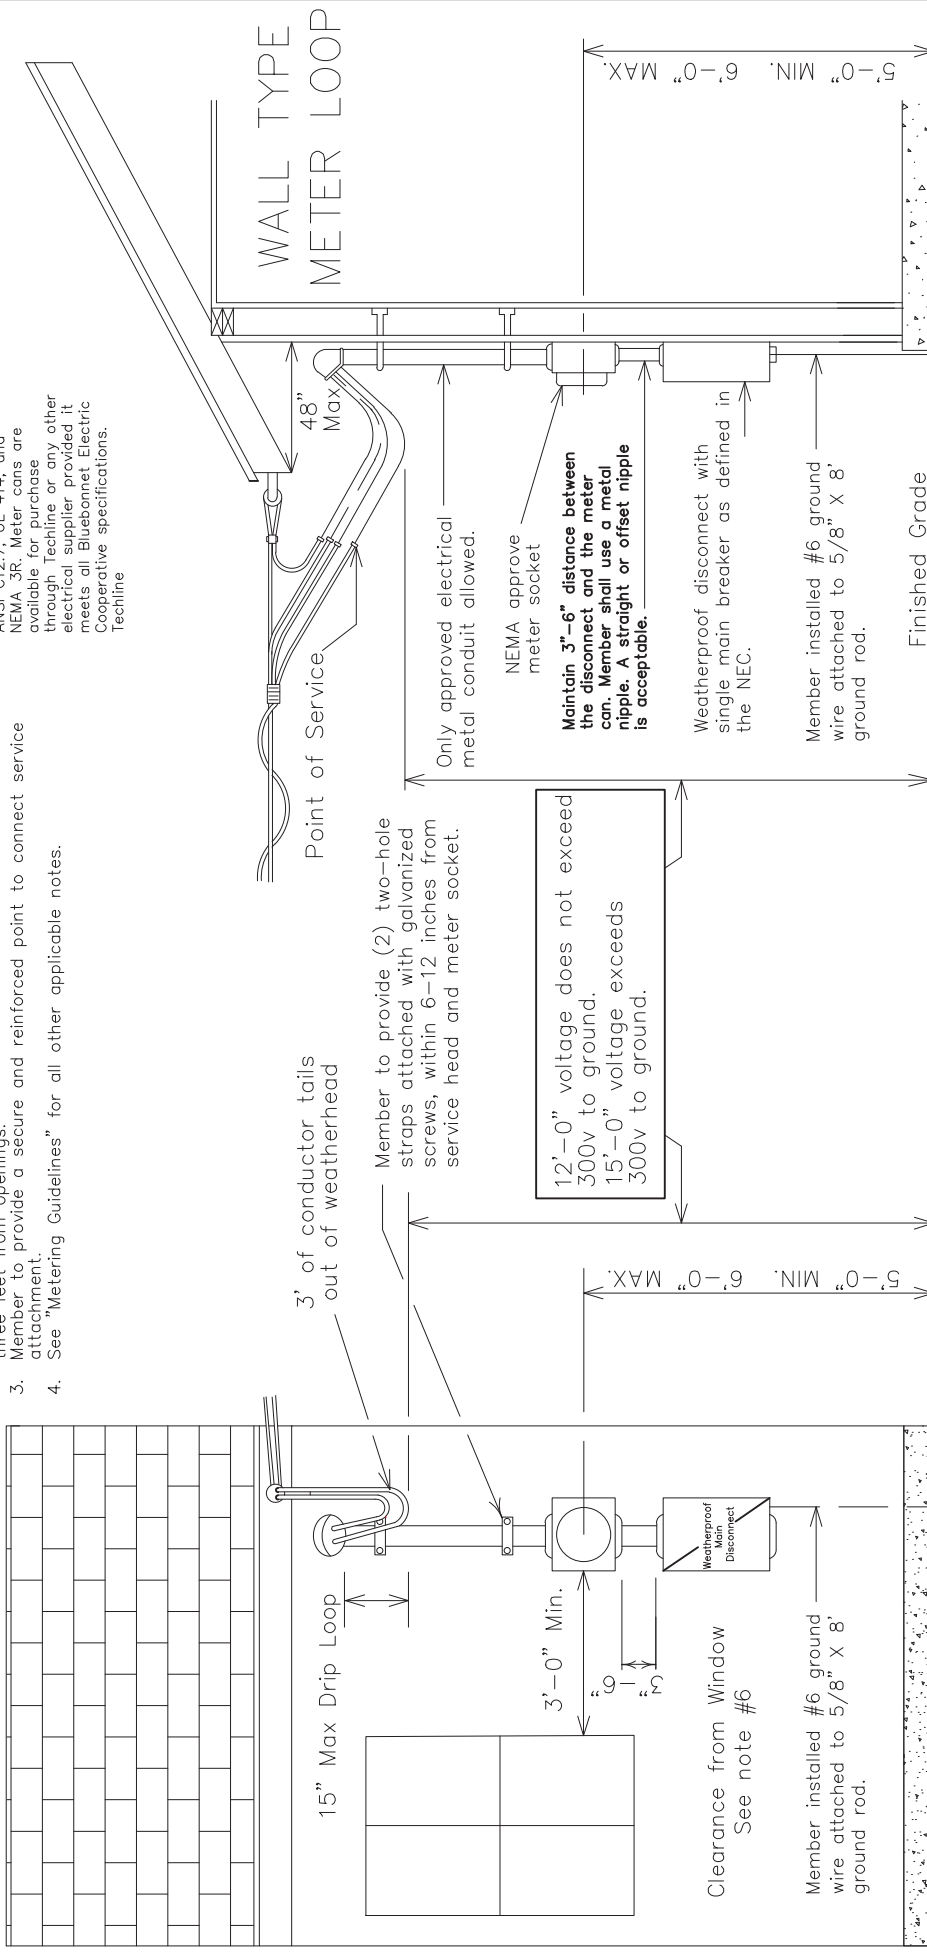 three feet from openings.
3. Member to provide a secure and reinforced point to connect service
attachment.
4. See "Metering Guidelines" for all other applicable notes.
NEMA 3R. Meter cans are
available for purchase
through Techline or any other
electrical supplier provided it
meets all Bluebonnet Electric
Cooperative specifications.
Techline
WALL TYPE
METER LOOP
48"
Max
Point of Service
Only approved electrical
metal conduit allowed.
NEMA approve
meter socket
Maintain 3"-6" distance between
the disconnect and the meter
can. Member shall use a metal
nipple. A straight or offset nipple
is acceptable.
Weatherproof disconnect with
single main breaker as defined in
the NEC.
Member installed #6 ground
wire attached to 5/8" X 8'
ground rod.
Finished Grade
5'-0" MIN. 6'-0" MAX.
3' of conductor tails
out of weatherhead
Member to provide (2) two-hole
straps attached with galvanized
screws, within 6-12 inches from
service head and meter socket.
12'-0" voltage does not exceed
300v to ground.
15'-0" voltage exceeds
300v to ground.
5'-0" MIN. 6'-0" MAX.
15" Max Drip Loop
3'-0" Min.
3"-6"
Weatherproof
Main
Disconnect
Clearance from Window
See note #6
Member installed #6 ground
wire attached to 5/8" X 8'
ground rod.